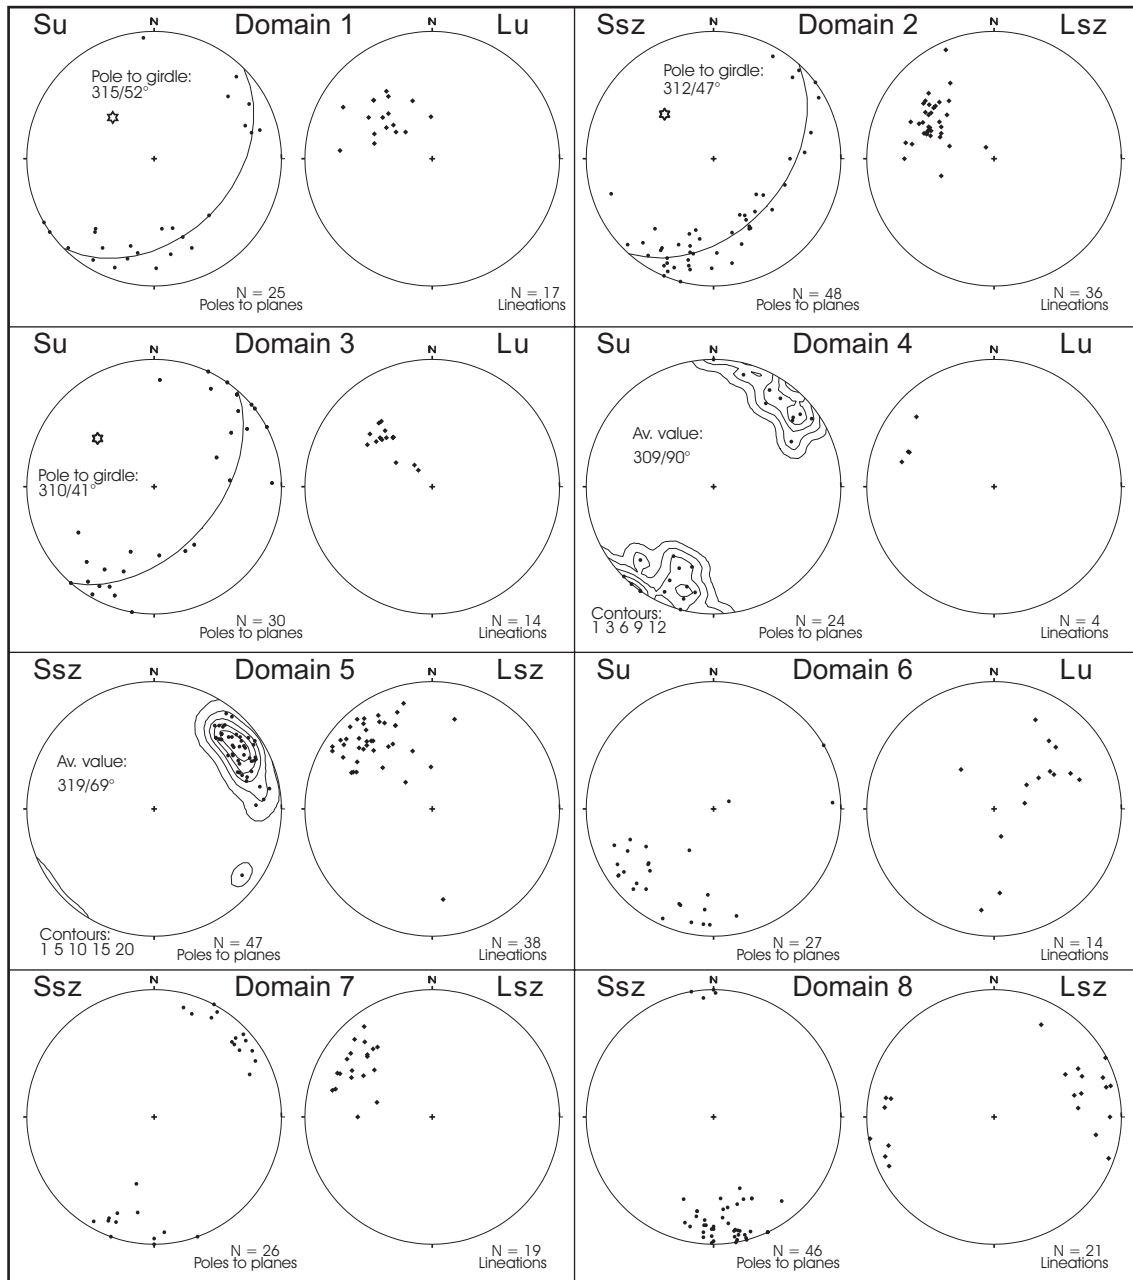 Su Domain 1 Lu
N N
Pole to girdle:
315/52°
N = 25
Poles to planes
N = 17
Lineations
Ssz Domain 2 Lsz
N N
Pole to girdle:
312/47°
N = 48
Poles to planes
N = 36
Lineations
Su Domain 3 Lu
N N
Pole to girdle:
310/41°
N = 30
Poles to planes
N = 14
Lineations
Su Domain 4 Lu
N N
Av. value:
309/90°
Contours:
1 3 6 9 12
N = 24
Poles to planes
N = 4
Lineations
Ssz Domain 5 Lsz
N N
Av. value:
319/69°
Contours:
1 5 10 15 20
N = 47
Poles to planes
N = 38
Lineations
Su Domain 6 Lu
N N
N = 27
Poles to planes
N = 14
Lineations
Ssz Domain 7 Lsz
N N
N = 26
Poles to planes
N = 19
Lineations
Ssz Domain 8 Lsz
N N
N = 46
Poles to planes
N = 21
Lineations